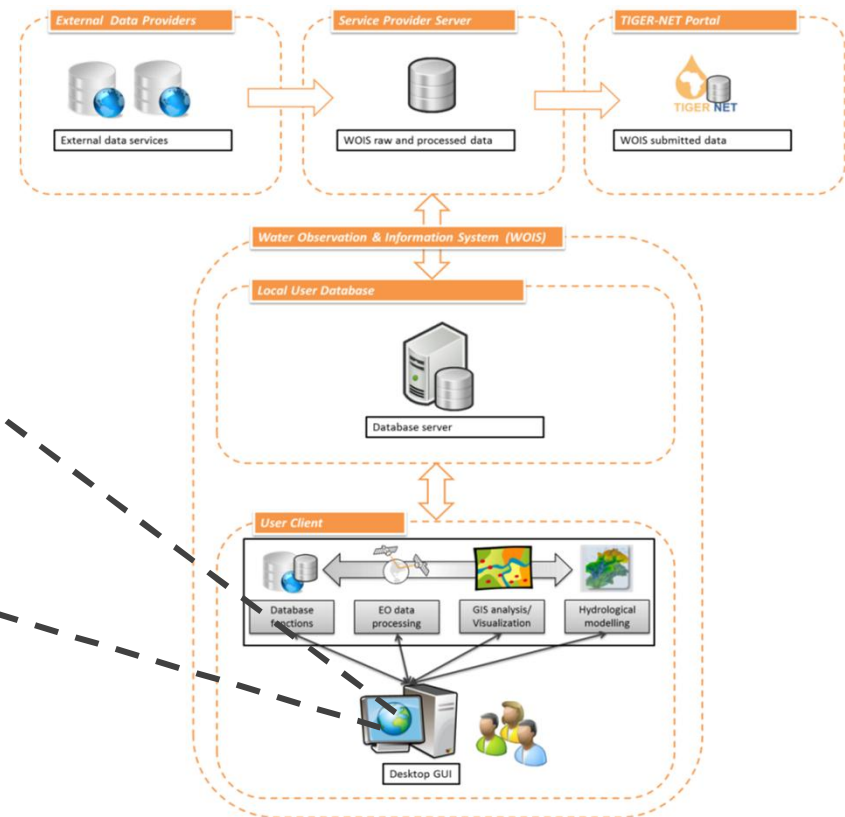 External Data Providers
Service Provider Server
TIGER-NET Portal
TIGER NET
External data services
WOIS raw and processed data
WOIS submitted data
Water Observation & Information System (WOIS)
Local User Database
Database server
User Client
Database
functions
EO data
processing
GIS analysis/
Visualization
Hydrological
modelling
Desktop GUI